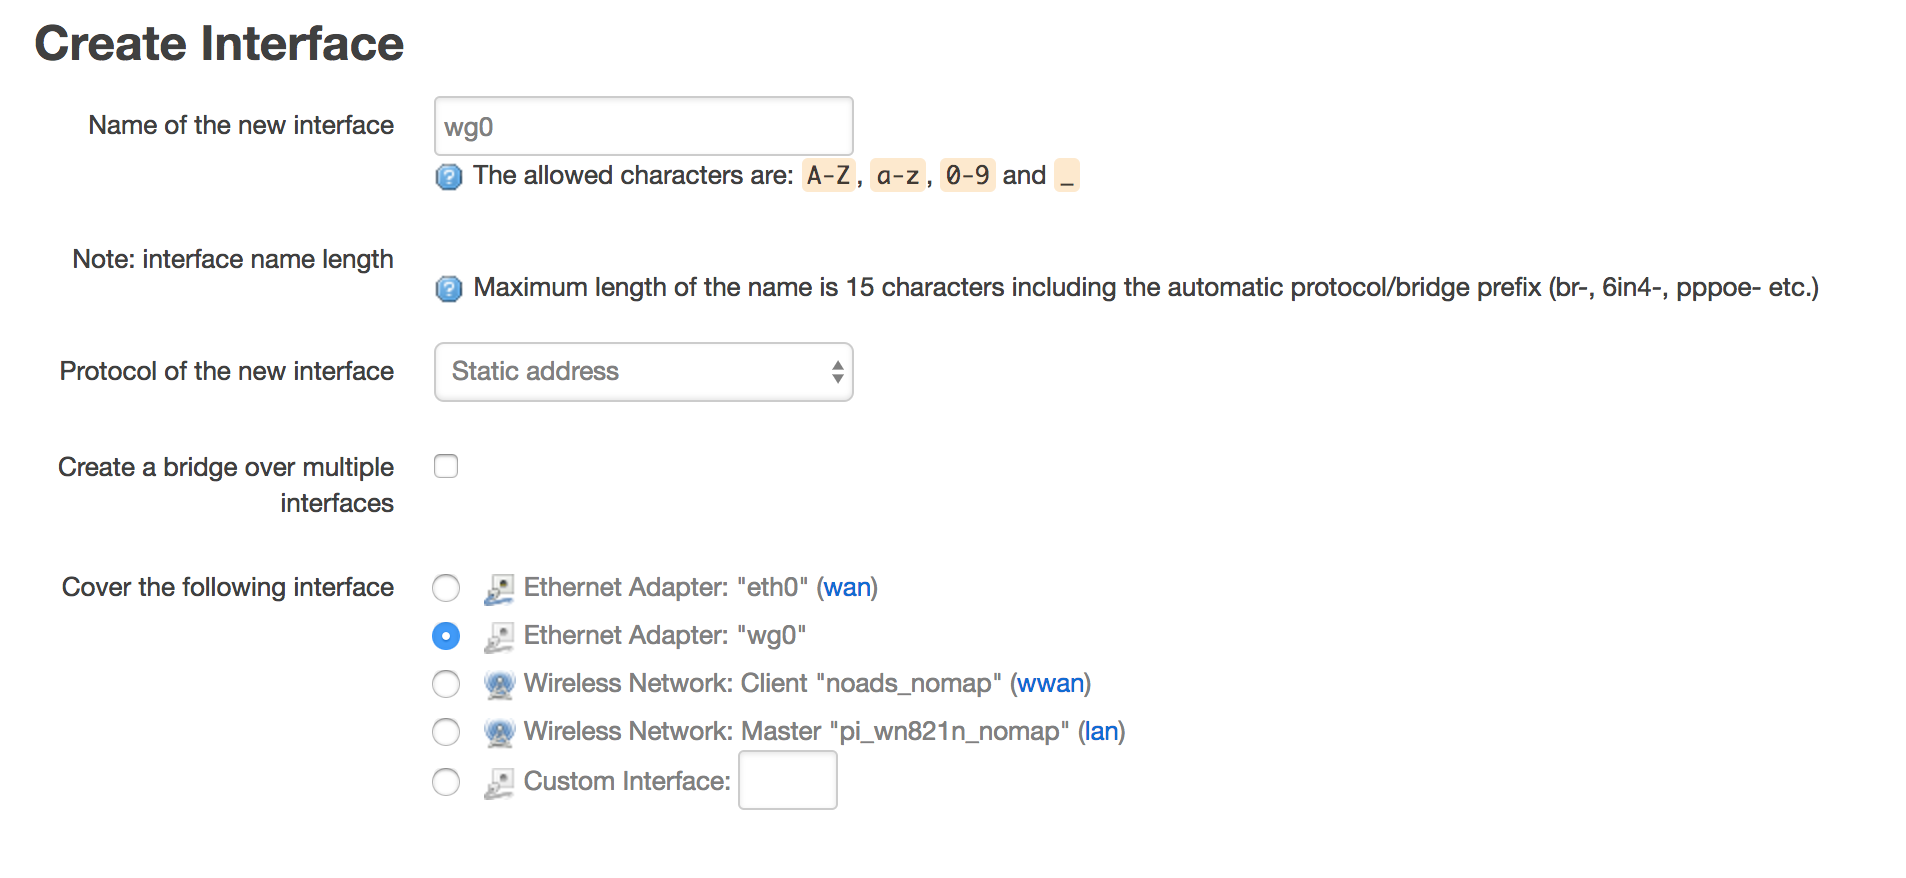 Create Interface
Name of the new interface
wg0
The allowed characters are: A-Z, a-z, 0-9 and _
Note: interface name length
Maximum length of the name is 15 characters including the automatic protocol/bridge prefix (br-, 6in4-, pppoe- etc.)
Protocol of the new interface
Static address
Create a bridge over multiple
interfaces
Cover the following interface
Ethernet Adapter: "eth0" (wan)
Ethernet Adapter: "wg0"
Wireless Network: Client "noads_nomap" (wwan)
Wireless Network: Master "pi_wn821n_nomap" (lan)
Custom Interface: